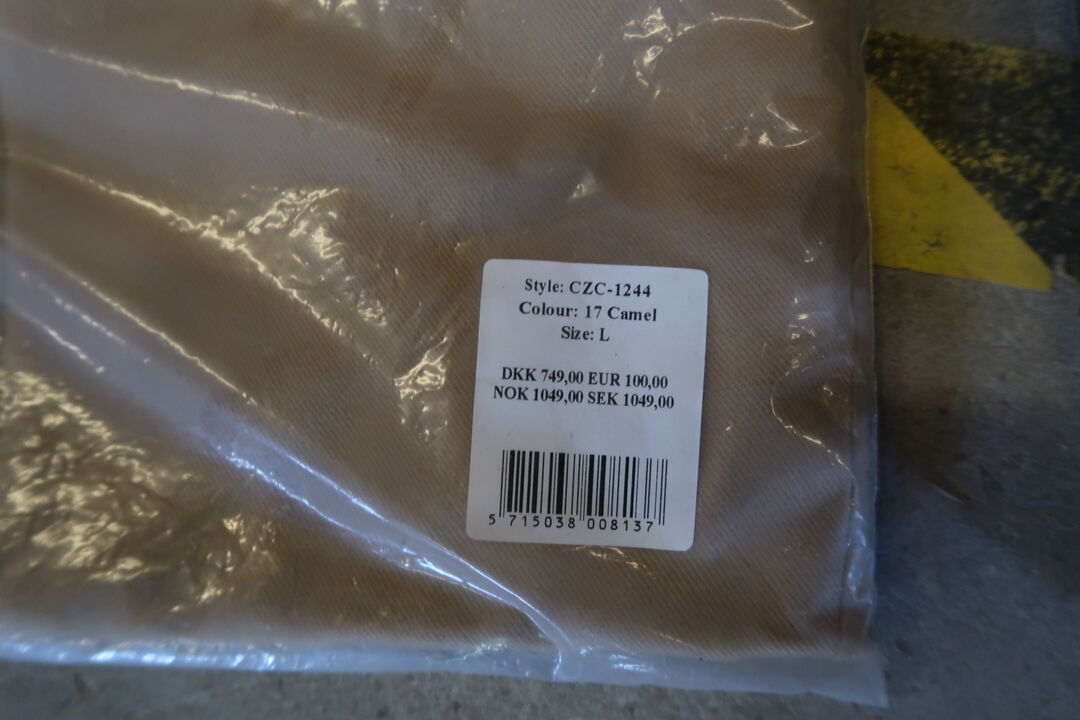 Style: CZC-1244
Colour: 17 Camel
Size: L
DKK 749,00 EUR 100,00
NOK 1049,00 SEK 1049,00
5 715038 008137